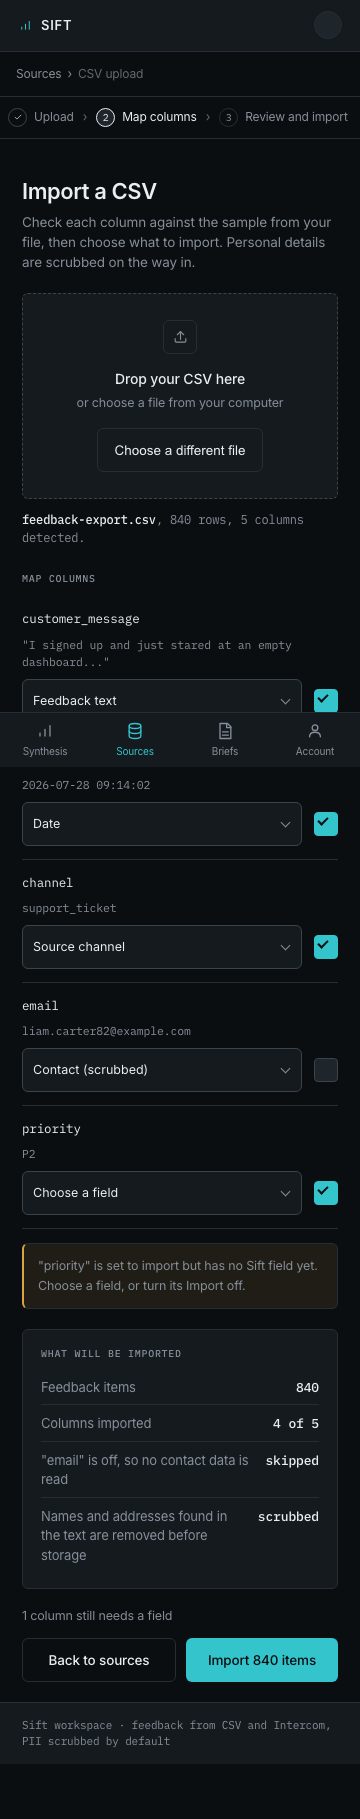 SIFT
Sources › CSV upload
Upload › 2 Map columns › 3 Review and import
Import a CSV
Check each column against the sample from your
file, then choose what to import. Personal details
are scrubbed on the way in.
Drop your CSV here
or choose a file from your computer
Choose a different file
feedback-export.csv, 840 rows, 5 columns
detected.
MAP COLUMNS
customer_message
"I signed up and just stared at an empty
dashboard..."
Feedback text
Synthesis Sources Briefs Account
2026-07-28 09:14:02
Date
channel
support_ticket
Source channel
email
liam.carter82@example.com
Contact (scrubbed)
priority
P2
Choose a field
"priority" is set to import but has no Sift field yet.
Choose a field, or turn its Import off.
WHAT WILL BE IMPORTED
Feedback items 840
Columns imported 4 of 5
"email" is off, so no contact data is skipped
read
Names and addresses found in scrubbed
the text are removed before
storage
1 column still needs a field
Back to sources Import 840 items
Sift workspace · feedback from CSV and Intercom,
PII scrubbed by default